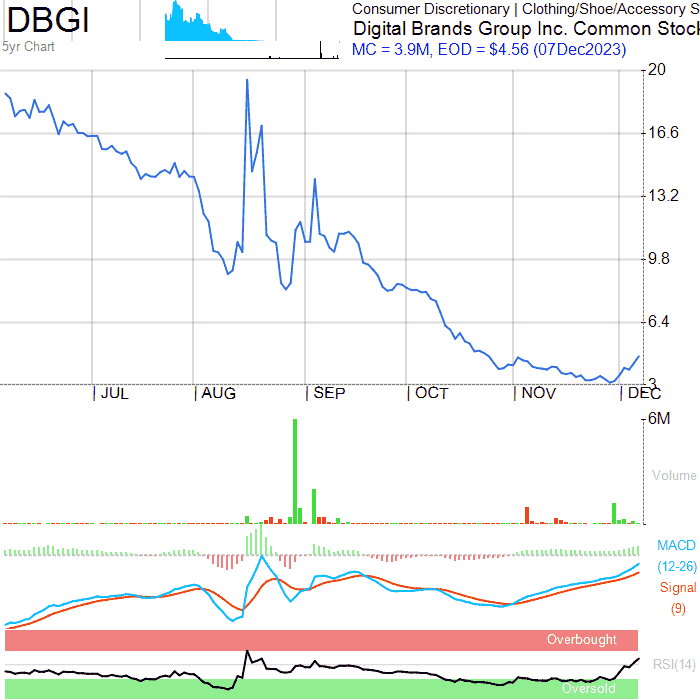 DBGI
5yr Chart
Consumer Discretionary | Clothing/Shoe/Accessory S
Digital Brands Group Inc. Common Stock
MC = 3.9M, EOD = $4.56 (07Dec2023)
20
16.6
13.2
9.8
6.4
3
JUL AUG SEP OCT NOV DEC
6M
Volume
MACD
(12-26)
Signal
(9)
Overbought
RSI(14)
Oversold